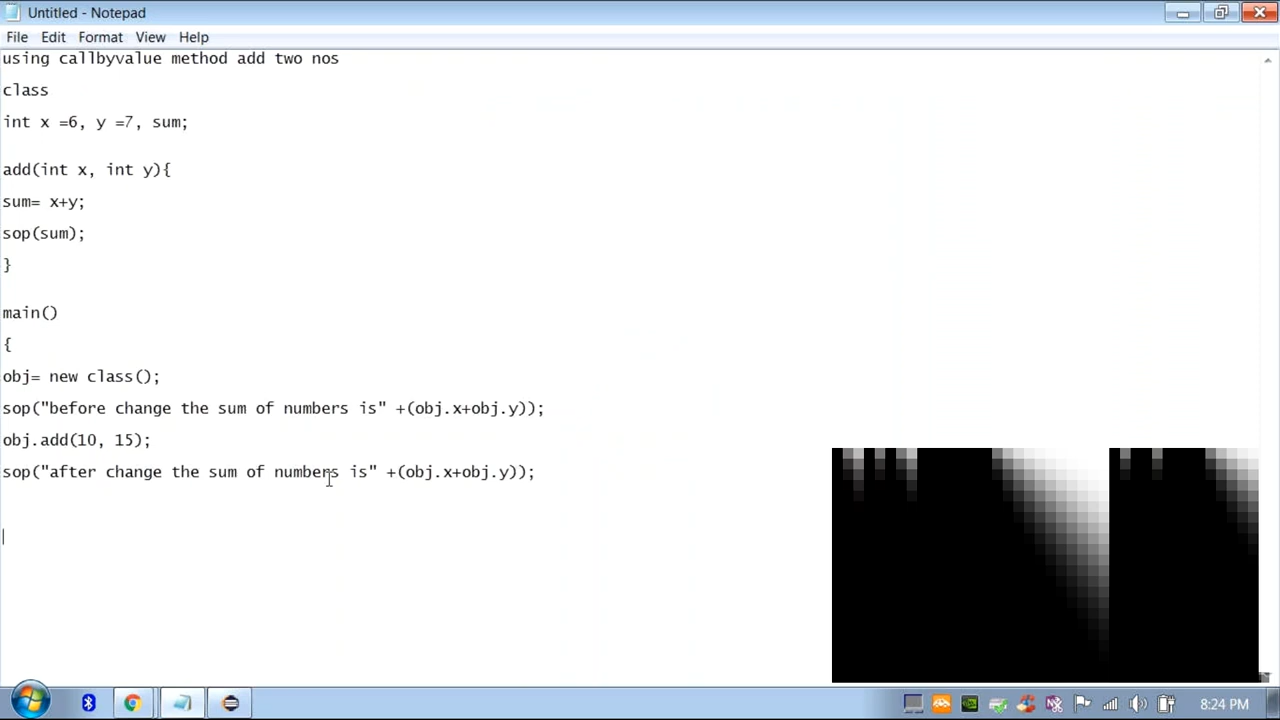 Untitled - Notepad
File Edit Format View Help
using callbyvalue method add two nos
class
int x =6, y =7, sum;
add(int x, int y){
sum= x+y;
sop(sum);
}
main()
{
obj= new class();
sop("before change the sum of numbers is" +(obj.x+obj.y));
obj.add(10, 15);
sop("after change the sum of numbers is" +(obj.x+obj.y));
8:24 PM